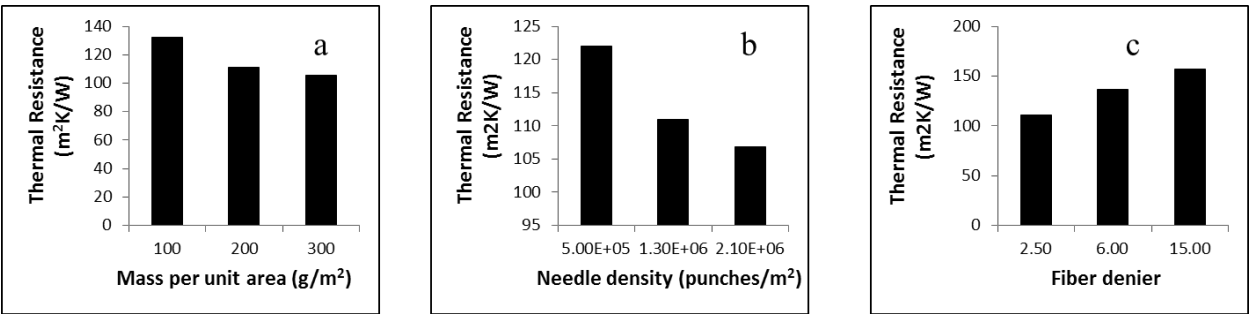 a
Thermal Resistance
(m²K/W)
140
120
100
80
60
40
20
0
100 200 300
Mass per unit area (g/m²)
b
Thermal Resistance
(m2K/W)
125
120
115
110
105
100
95
5.00E+05 1.30E+06 2.10E+06
Needle density (punches/m²)
c
Thermal Resistance
(m2K/W)
200
150
100
50
0
2.50 6.00 15.00
Fiber denier